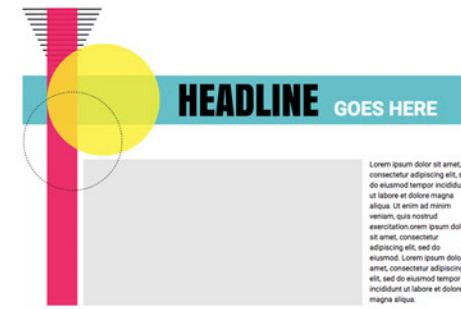 HEADLINE GOES HERE
Lorem ipsum dolor sit amet,
consectetur adipiscing elit, s
do eiusmod tempor incididu
ut labore et dolore magna
aliqua. Ut enim ad minim
veniam, quis nostrud
exercitation.orem ipsum dol
sit amet, consectetur
adipiscing elit, sed do
eiusmod. Lorem ipsum dolo
amet, consectetur adipiscing
elit, sed do eiusmod tempor
incididunt ut labore et dolore
magna aliqua.